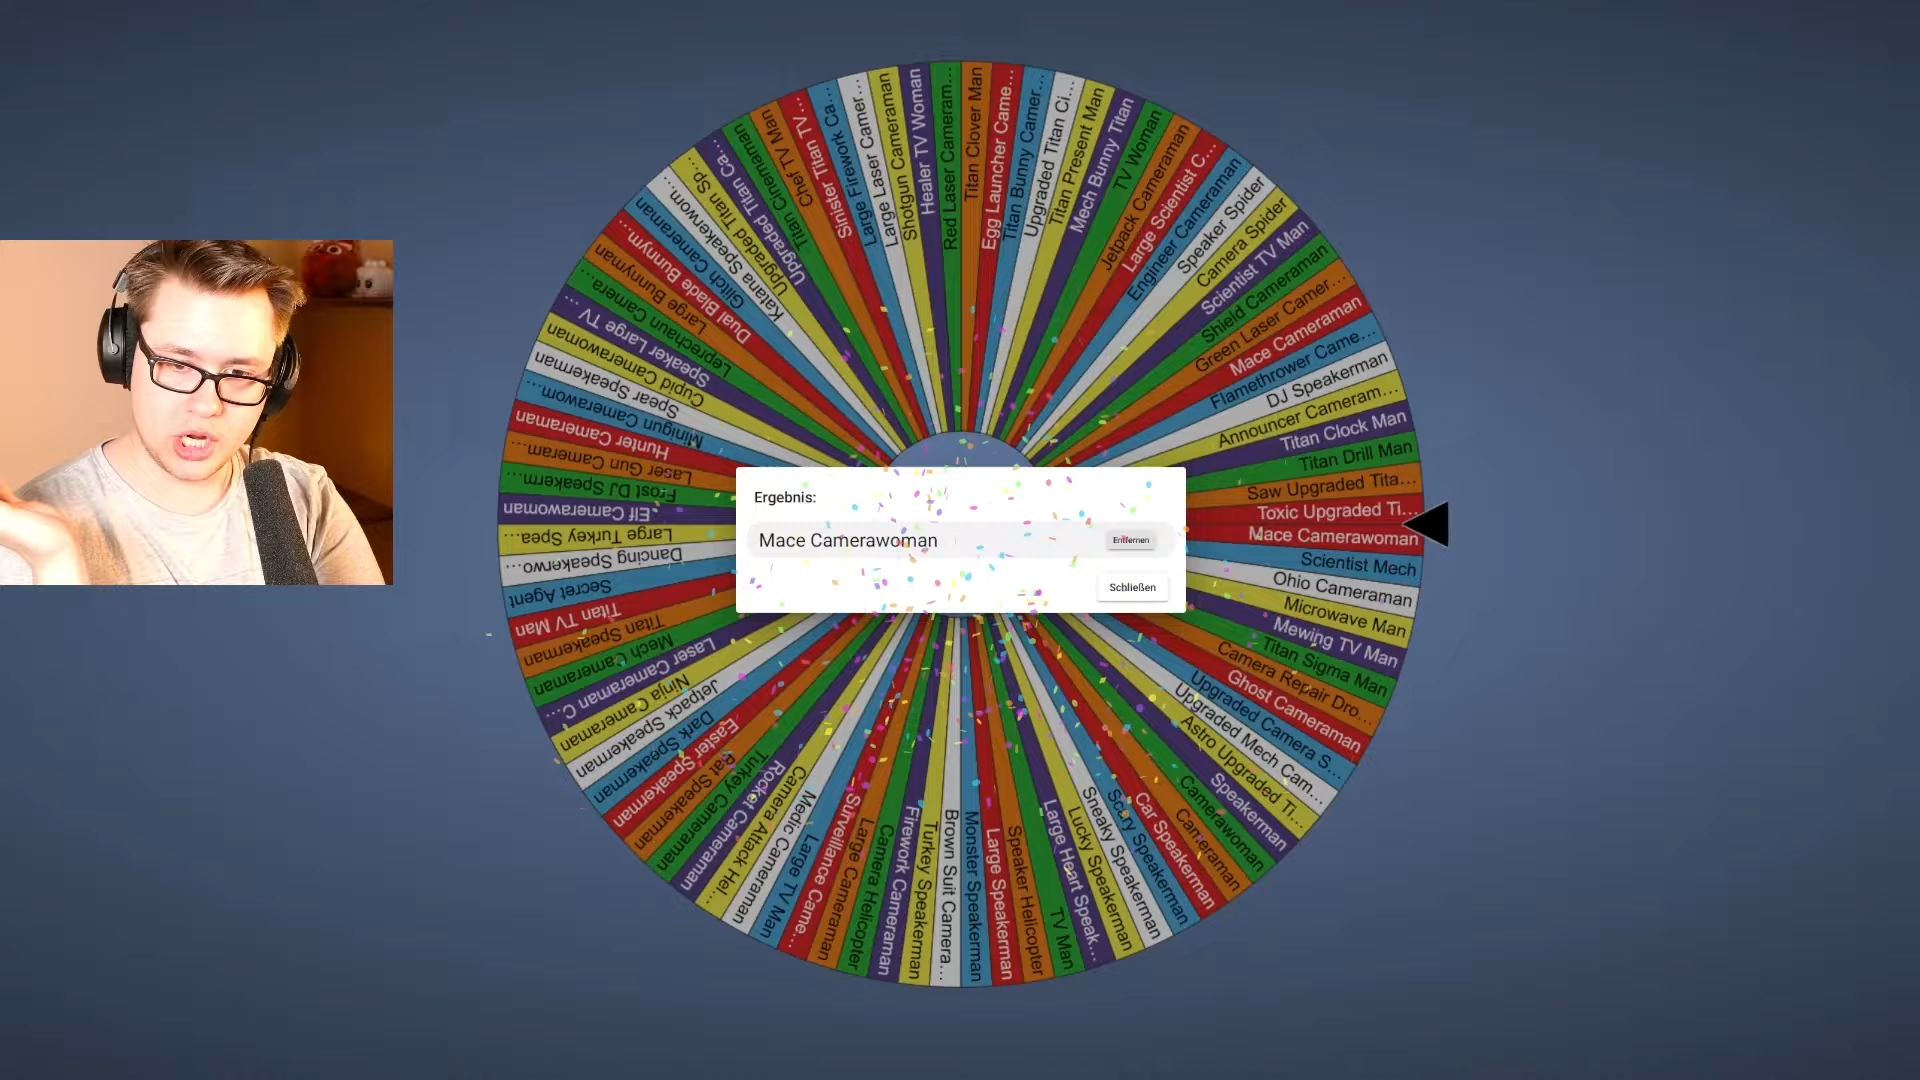 Red Laser Cameram...
Titan Clover Man
Egg Launcher Came...
Titan Bunny Camer...
Upgraded Titan Ci...
Titan Present Man
Mech Bunny Titan
TV Woman
Jetpack Cameraman
Large Scientist C...
Engineer Cameraman
Speaker Spider
Camera Spider
Scientist TV Man
Shield Cameraman
Green Laser Camer...
Mace Cameraman
Flamethrower Came...
DJ Speakerman
Announcer Cameram...
Titan Clock Man
Titan Drill Man
Saw Upgraded Tita...
Toxic Upgraded Ti...
Mace Camerawoman
Scientist Mech
Ohio Cameraman
Microwave Man
Mewing TV Man
Titan Sigma Man
Camera Repair Dro...
Ghost Cameraman
Upgraded Camera S...
Upgraded Mech Cam...
Astro Upgraded Ti...
Speakerman
Camerawoman
Cameraman
Car Speakerman
Scary Speakerman
Sneaky Speakerman
Lucky Speakerman
Large Heart Speak...
TV Man
Speaker Helicopter
Large Speakerman
Monster Speakerman
Brown Suit Camera...
Turkey Speakerman
Firework Cameraman
Camera Helicopter
Large Cameraman
Surveillance Came...
Large TV Man
Medic Cameraman
Camera Attack Hel...
Rocket Cameraman
Turkey Cameraman
Rat Speakerman
Easter Speakerman
Dark Speakerman
Jetpack Speakerman
Ninja Cameraman
Laser Cameraman C...
Mech Cameraman
Titan Speakerman
Titan TV Man
Secret Agent
Dancing Speakerwo...
Large Turkey Spea...
Elf Camerawoman
Frost DJ Speakerm...
Laser Gun Cameram...
Hunter Cameraman
Minigun Camerawom...
Spear Speakerman
Cupid Camerawoman
Speaker Large TV ...
Leprechaun Camera...
Large Bunnyman
Dual Blade Bunnym...
Glitch Cameraman
Katana Speakerwom...
Upgraded Titan Sp...
Upgraded Titan Ca...
Titan Cinemaman
Chef TV Man
Sinister Titan TV...
Large Firework Ca...
Large Laser Camer...
Shotgun Cameraman
Healer TV Woman
Ergebnis:
Mace Camerawoman
Entfernen
Schließen